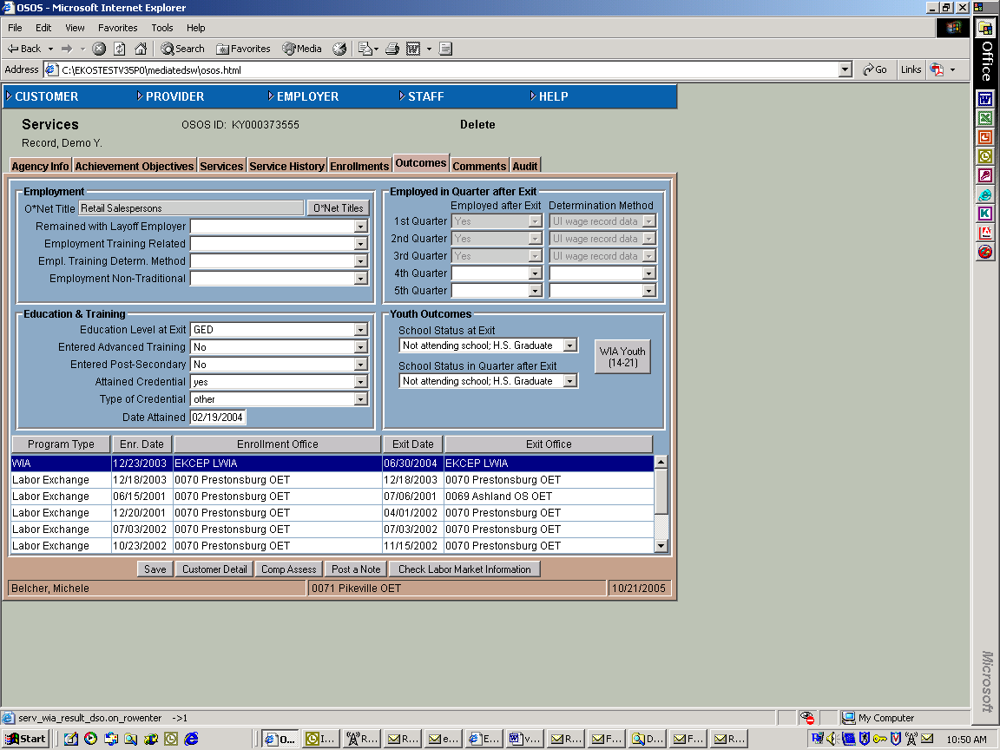 OSOS - Microsoft Internet Explorer
File Edit View Favorites Tools Help
Back Search Favorites Media
Address C:\EKOSTESTV35P0\mediatedsw\osos.html Go Links
Office
CUSTOMER PROVIDER EMPLOYER STAFF HELP
Services OSOS ID: KY000373555 Delete
Record, Demo Y.
Agency Info Achievement Objectives Services Service History Enrollments Outcomes Comments Audit
Employment
O*Net Title Retail Salespersons O*Net Titles
Remained with Layoff Employer
Employment Training Related
Empl. Training Determ. Method
Employment Non-Traditional
Employed in Quarter after Exit
Employed after Exit Determination Method
1st Quarter Yes UI wage record data
2nd Quarter Yes UI wage record data
3rd Quarter Yes UI wage record data
4th Quarter
5th Quarter
Education & Training
Education Level at Exit GED
Entered Advanced Training No
Entered Post-Secondary No
Attained Credential yes
Type of Credential other
Date Attained 02/19/2004
Youth Outcomes
School Status at Exit
Not attending school; H.S. Graduate
School Status in Quarter after Exit
Not attending school; H.S. Graduate
WIA Youth
(14-21)
Program Type Enr. Date Enrollment Office Exit Date Exit Office
WIA 12/23/2003 EKCEP LWIA 06/30/2004 EKCEP LWIA
Labor Exchange 12/18/2003 0070 Prestonsburg OET 12/18/2003 0070 Prestonsburg OET
Labor Exchange 06/15/2001 0070 Prestonsburg OET 07/06/2001 0069 Ashland OS OET
Labor Exchange 12/20/2001 0070 Prestonsburg OET 04/01/2002 0070 Prestonsburg OET
Labor Exchange 07/03/2002 0070 Prestonsburg OET 07/03/2002 0070 Prestonsburg OET
Labor Exchange 10/23/2002 0070 Prestonsburg OET 11/15/2002 0070 Prestonsburg OET
Save Customer Detail Comp Assess Post a Note Check Labor Market Information
Belcher, Michele 0071 Pikeville OET 10/21/2005
Microsoft
serv_wia_result_dso.on_rowenter ->1 My Computer
Start O... I... R... R... e... E... v... R... F... D... F... R... 10:50 AM